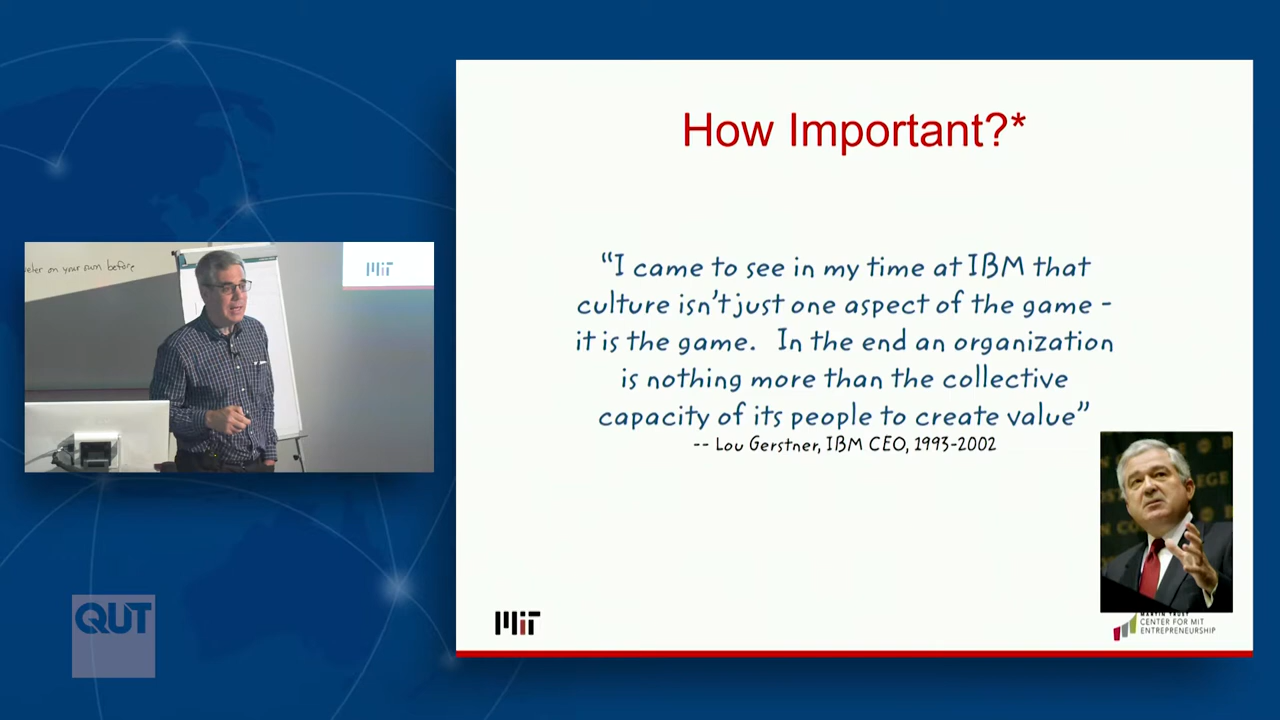 How Important?*
“I came to see in my time at IBM that
culture isn't just one aspect of the game -
it is the game. In the end an organization
is nothing more than the collective
capacity of its people to create value”
-- Lou Gerstner, IBM CEO, 1993-2002
on your own before
MIT
QUT
MIT
MARTIN TRUST
CENTER FOR MIT
ENTREPRENEURSHIP